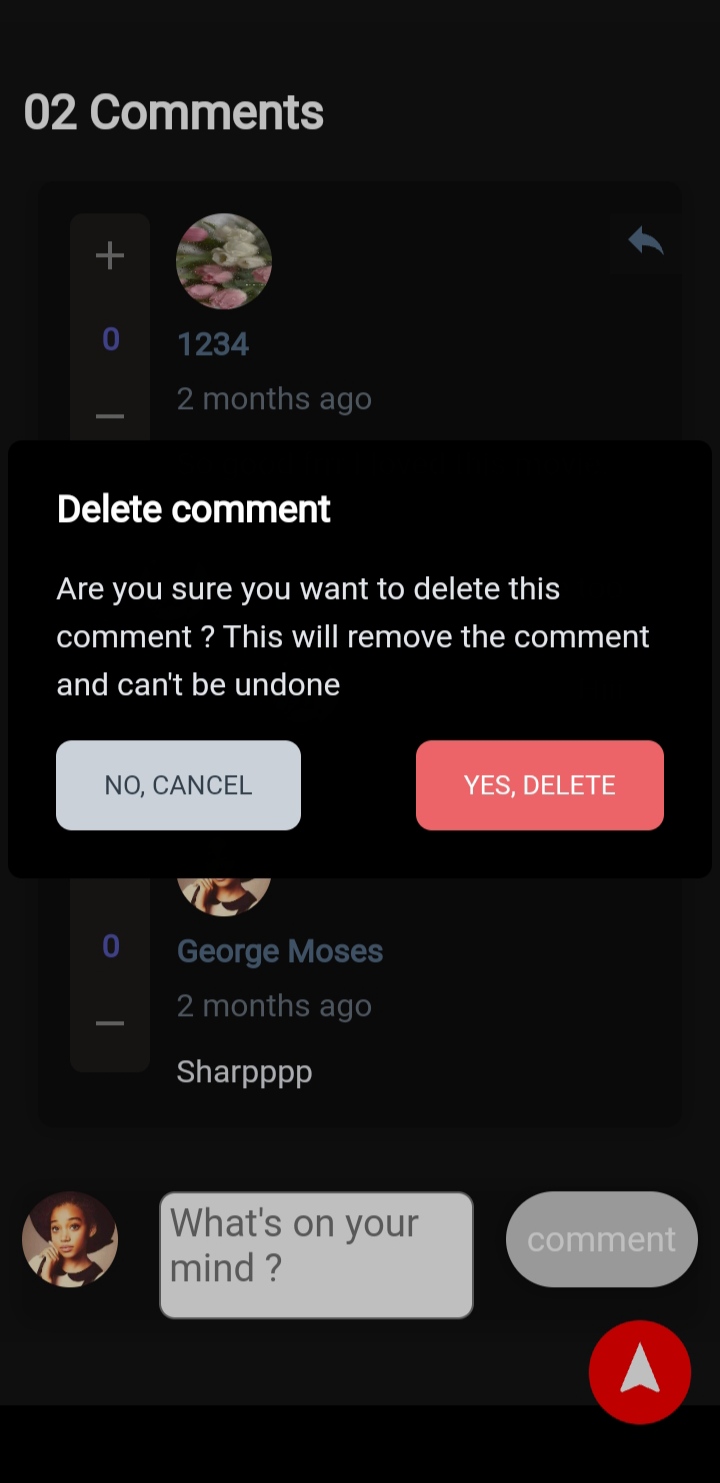 02 Comments
0
1234
2 months ago
Delete comment
Are you sure you want to delete this
comment ? This will remove the comment
and can't be undone
NO, CANCEL
YES, DELETE
0
George Moses
2 months ago
Sharpppp
What's on your
mind ?
comment